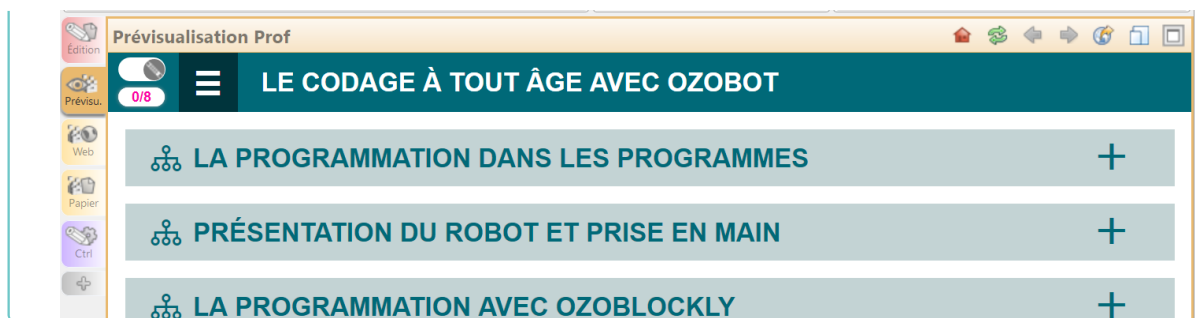 Édition
Prévisualisation Prof
Prévisu.
0/8
LE CODAGE À TOUT ÂGE AVEC OZOBOT
Web
LA PROGRAMMATION DANS LES PROGRAMMES
Papier
PRÉSENTATION DU ROBOT ET PRISE EN MAIN
Ctrl
LA PROGRAMMATION AVEC OZOBLOCKLY